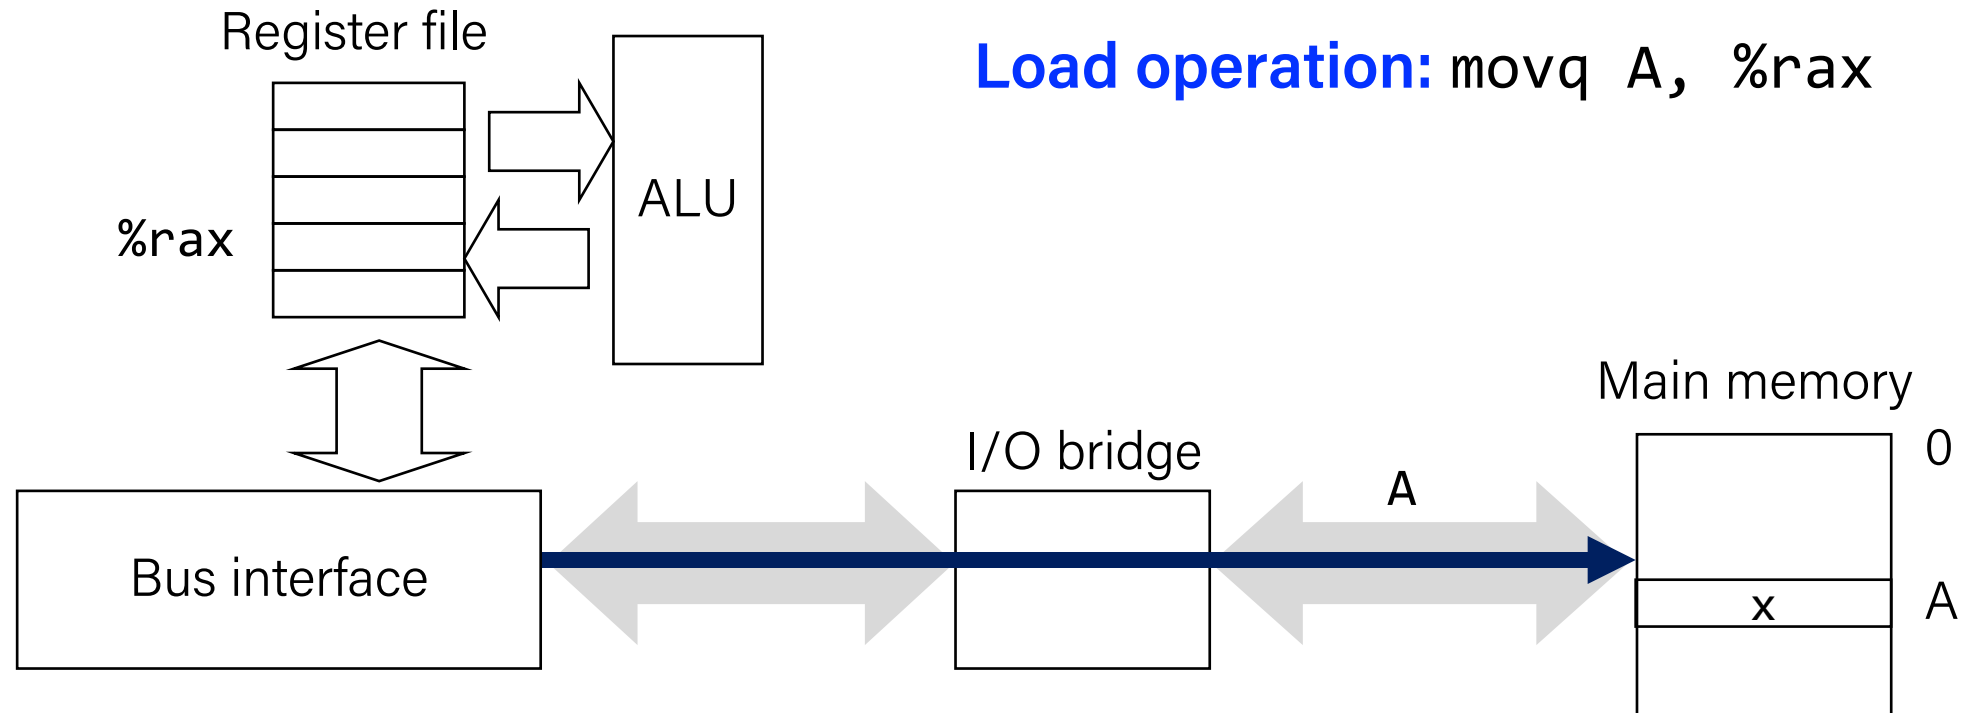 Register file
Load operation: movq A, %rax
ALU
%rax
Main memory
I/O bridge
0
A
Bus interface
x
A